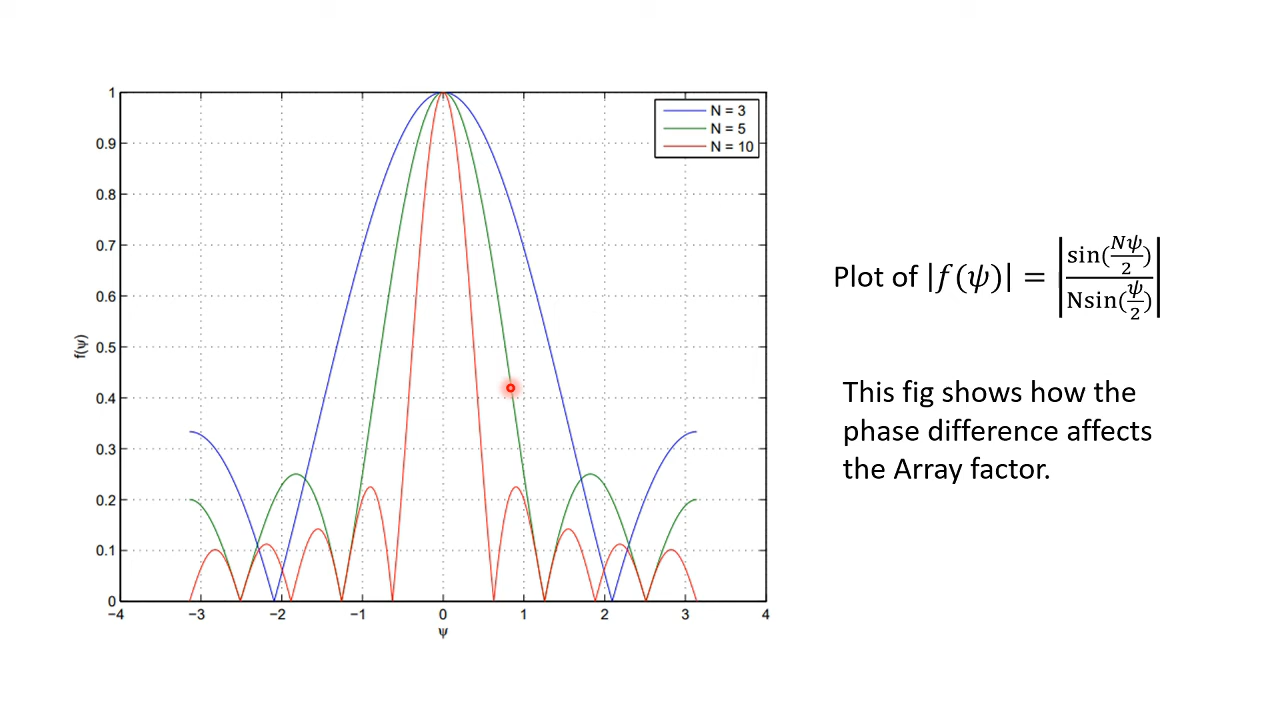 1
0.9
0.8
0.7
0.6
0.5
0.4
0.3
0.2
0.1
0
f(ψ)
−4 −3 −2 −1 0 1 2 3 4
ψ
N = 3
N = 5
N = 10
Plot of |f(ψ)| = |sin(Nψ/2) / Nsin(ψ/2)|
This fig shows how the
phase difference affects
the Array factor.